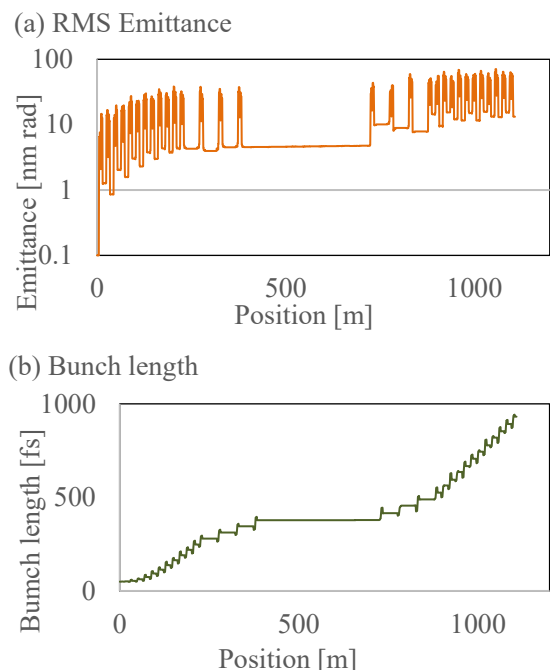 (a) RMS Emittance
100
10
1
0.1
Emittance [nm rad]
0
500
1000
Position [m]
(b) Bunch length
1000
500
0
Bumch length [fs]
0
500
1000
Position [m]